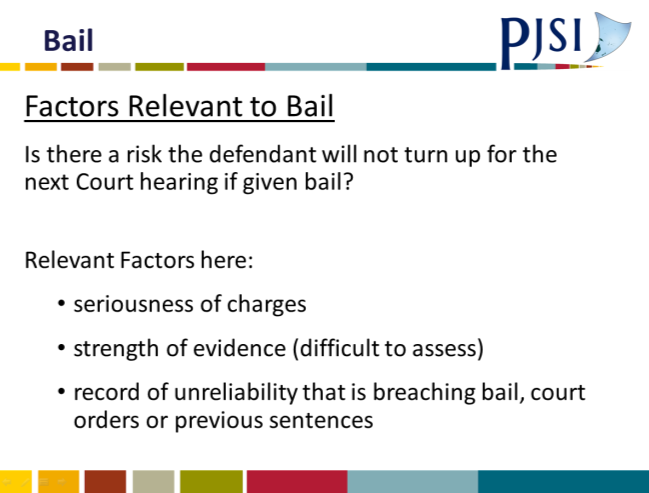 Bail
PJSI
Factors Relevant to Bail
Is there a risk the defendant will not turn up for the
next Court hearing if given bail?
Relevant Factors here:
• seriousness of charges
• strength of evidence (difficult to assess)
• record of unreliability that is breaching bail, court
orders or previous sentences